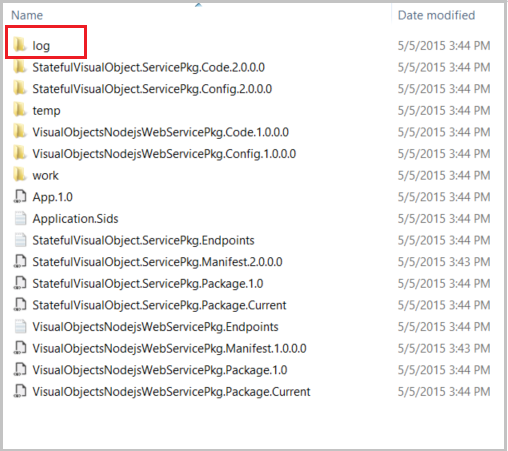 Name Date modified
log 5/5/2015 3:44 PM
StatefulVisualObject.ServicePkg.Code.2.0.0.0 5/5/2015 3:44 PM
StatefulVisualObject.ServicePkg.Config.2.0.0.0 5/5/2015 3:44 PM
temp 5/5/2015 3:44 PM
VisualObjectsNodejsWebServicePkg.Code.1.0.0.0 5/5/2015 3:44 PM
VisualObjectsNodejsWebServicePkg.Config.1.0.0.0 5/5/2015 3:44 PM
work 5/5/2015 3:44 PM
App.1.0 5/5/2015 3:44 PM
Application.Sids 5/5/2015 3:44 PM
StatefulVisualObject.ServicePkg.Endpoints 5/5/2015 3:44 PM
StatefulVisualObject.ServicePkg.Manifest.2.0.0.0 5/5/2015 3:43 PM
StatefulVisualObject.ServicePkg.Package.1.0 5/5/2015 3:44 PM
StatefulVisualObject.ServicePkg.Package.Current 5/5/2015 3:44 PM
VisualObjectsNodejsWebServicePkg.Endpoints 5/5/2015 3:44 PM
VisualObjectsNodejsWebServicePkg.Manifest.1.0.0.0 5/5/2015 3:43 PM
VisualObjectsNodejsWebServicePkg.Package.1.0 5/5/2015 3:44 PM
VisualObjectsNodejsWebServicePkg.Package.Current 5/5/2015 3:44 PM